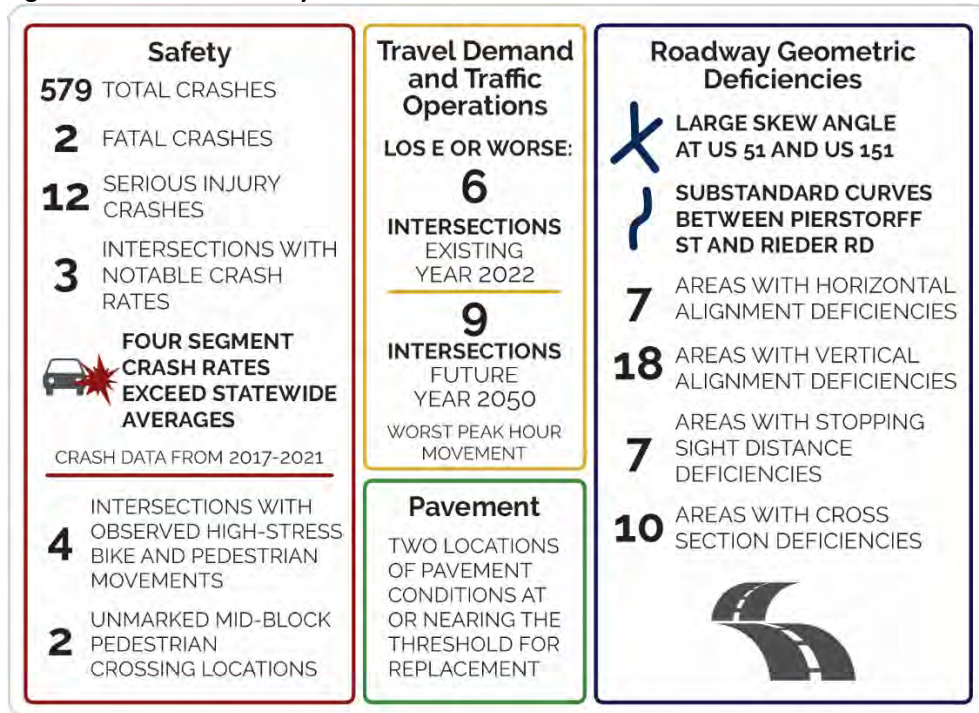 Safety
579 TOTAL CRASHES
2 FATAL CRASHES
12 SERIOUS INJURY
CRASHES
3 INTERSECTIONS WITH
NOTABLE CRASH
RATES
FOUR SEGMENT
CRASH RATES
EXCEED STATEWIDE
AVERAGES
CRASH DATA FROM 2017-2021
4 INTERSECTIONS WITH
OBSERVED HIGH-STRESS
BIKE AND PEDESTRIAN
MOVEMENTS
2 UNMARKED MID-BLOCK
PEDESTRIAN
CROSSING LOCATIONS
Travel Demand
and Traffic
Operations
LOS E OR WORSE:
6
INTERSECTIONS
EXISTING
YEAR 2022
9
INTERSECTIONS
FUTURE
YEAR 2050
WORST PEAK HOUR
MOVEMENT
Pavement
TWO LOCATIONS
OF PAVEMENT
CONDITIONS AT
OR NEARING THE
THRESHOLD FOR
REPLACEMENT
Roadway Geometric
Deficiencies
LARGE SKEW ANGLE
AT US 51 AND US 151
SUBSTANDARD CURVES
BETWEEN PIERSTORFF
ST AND RIEDER RD
7 AREAS WITH HORIZONTAL
ALIGNMENT DEFICIENCIES
18 AREAS WITH VERTICAL
ALIGNMENT DEFICIENCIES
7 AREAS WITH STOPPING
SIGHT DISTANCE
DEFICIENCIES
10 AREAS WITH CROSS
SECTION DEFICIENCIES